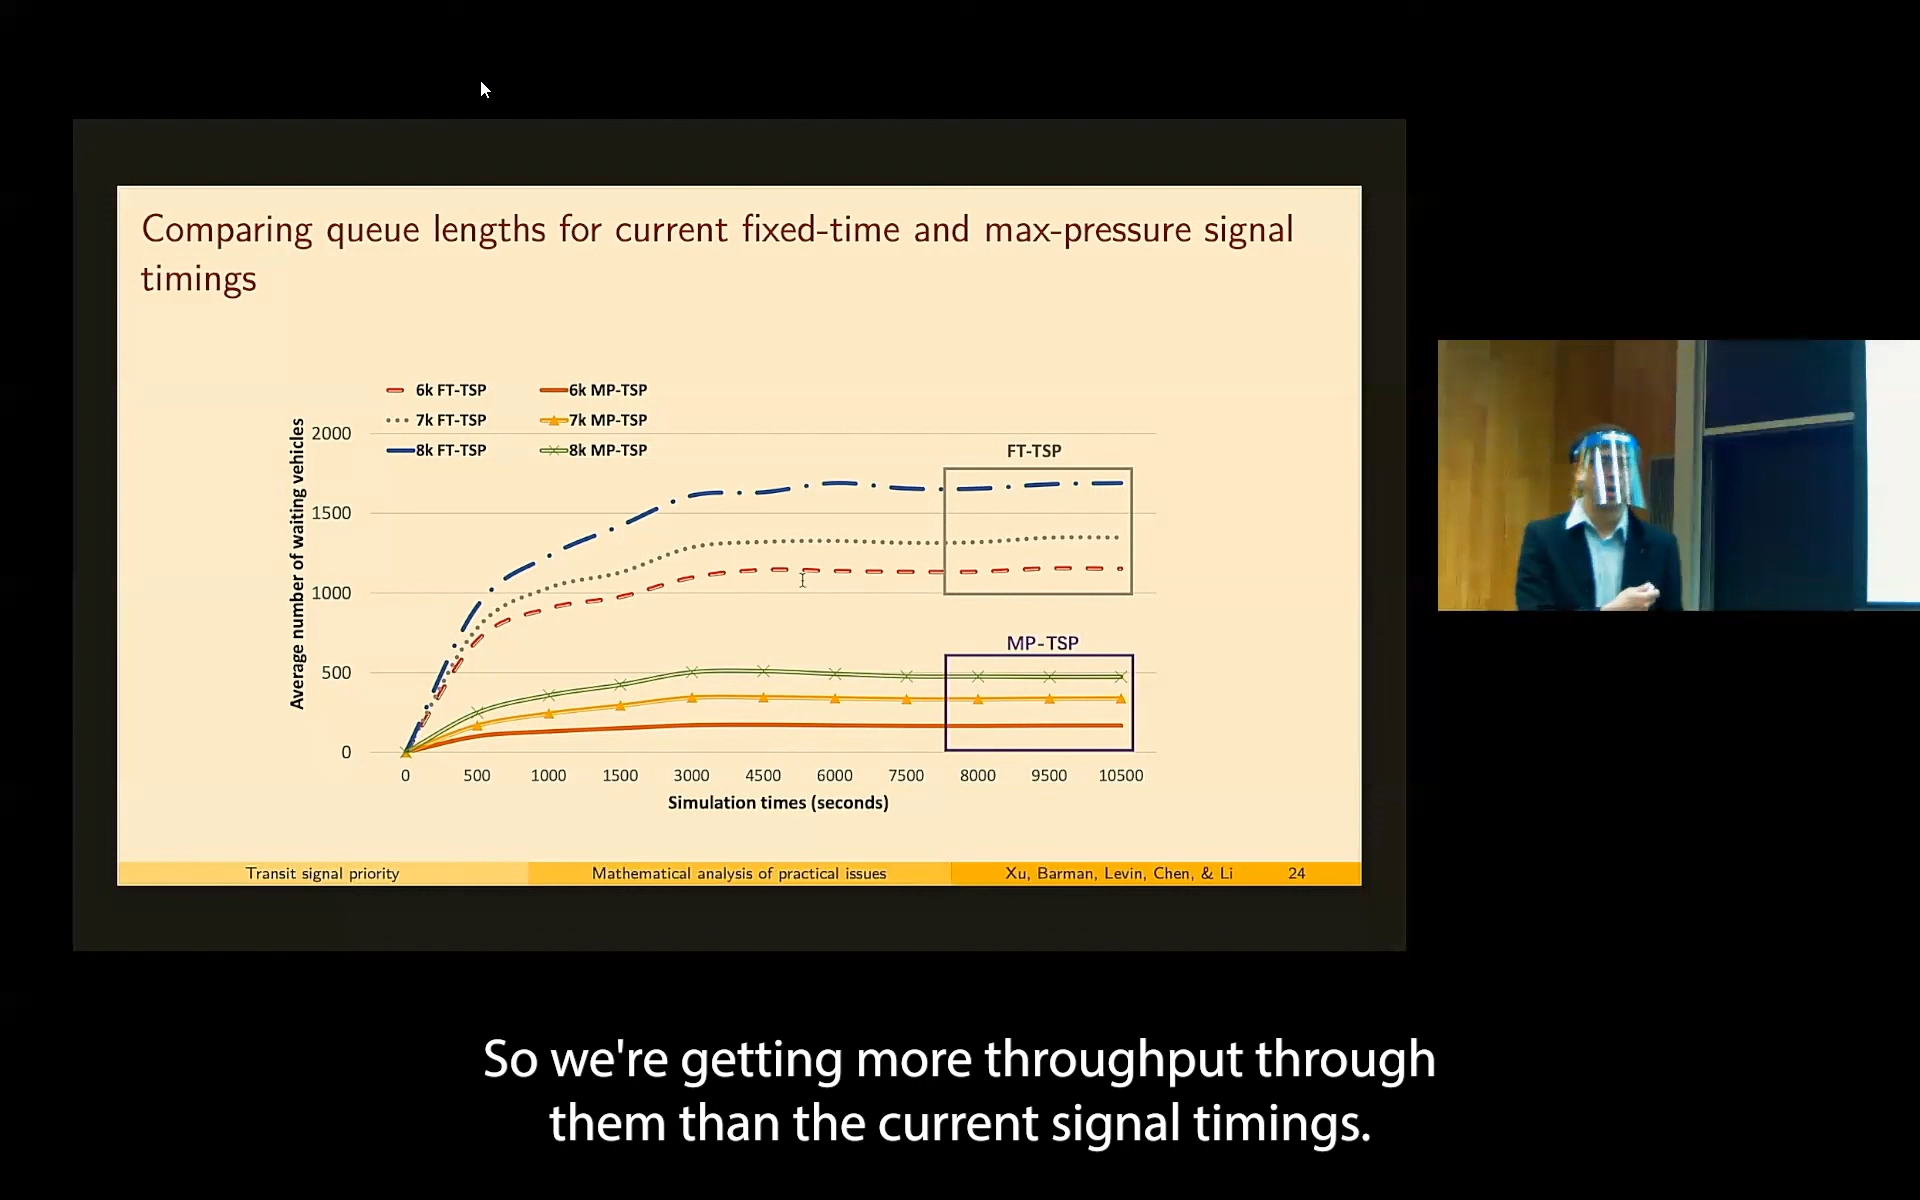 Comparing queue lengths for current fixed-time and max-pressure signal
timings
6k FT-TSP
6k MP-TSP
7k FT-TSP
7k MP-TSP
8k FT-TSP
8k MP-TSP
Average number of waiting vehicles
2000
1500
1000
500
0
FT-TSP
MP-TSP
0 500 1000 1500 3000 4500 6000 7500 8000 9500 10500
Simulation times (seconds)
Transit signal priority
Mathematical analysis of practical issues
Xu, Barman, Levin, Chen, & Li
24
So we're getting more throughput through
them than the current signal timings.